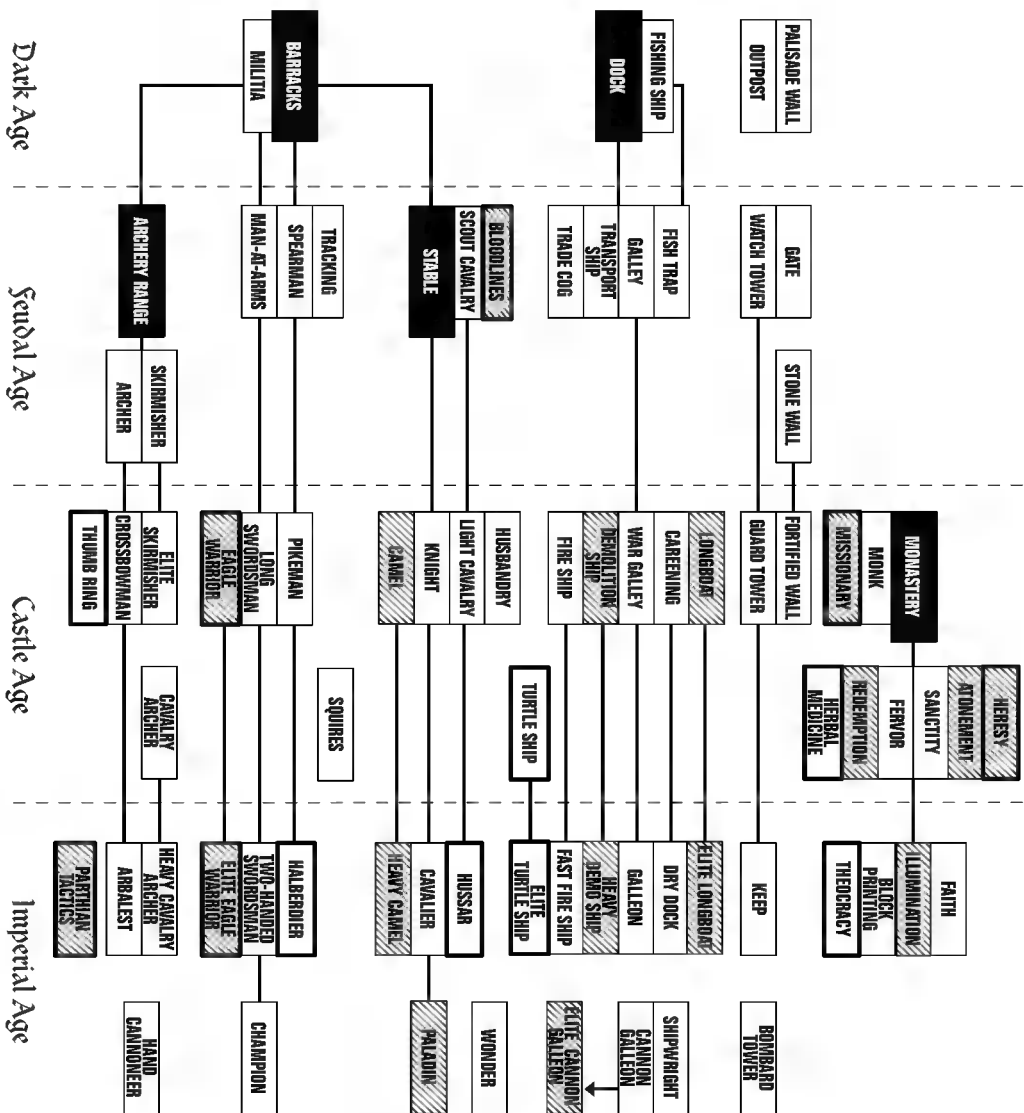 PALISADE WALL
OUTPOST
FISHING SHIP
DOCK
BARRACKS
MILITIA
Dark Age
GATE
WATCH TOWER
STONE WALL
FISH TRAP
GALLEY
TRANSPORT
SHIP
TRADE COG
BLOODLINES
SCOUT CAVALRY
STABLE
TRACKING
SPEARMAN
MAN-AT-ARMS
ARCHERY RANGE
SKIRMISHER
ARCHER
Feudal Age
MONASTERY
MONK
MISSIONARY
HERESY
ATONEMENT
SANCTITY
FERVOR
REDEMPTION
HERBAL
MEDICINE
FORTIFIED WALL
GUARD TOWER
LONGBOAT
CAREENING
WAR GALLEY
DEMOLITION
SHIP
FIRE SHIP
TURTLE SHIP
HUSBANDRY
LIGHT CAVALRY
KNIGHT
CAMEL
SQUIRES
PIKEMAN
LONG
SWORDSMAN
EAGLE
WARRIOR
CAVALRY
ARCHER
ELITE
SKIRMISHER
CROSSBOWMAN
THUMB RING
Castle Age
FAITH
ILLUMINATION
BLOCK
PRINTING
THEOCRACY
KEEP
BOMBARD
TOWER
ELITE LONGBOAT
DRY DOCK
GALLEON
HEAVY
DEMO SHIP
FAST FIRE SHIP
ELITE
TURTLE SHIP
SHIPWRIGHT
CANNON
GALLEON
ELITE CANNON
GALLEON
WONDER
HUSSAR
CAVALIER
HEAVY CAMEL
PALADIN
HALBERDIER
TWO-HANDED
SWORDSMAN
ELITE EAGLE
WARRIOR
CHAMPION
HEAVY CAVALRY
ARCHER
ARBALEST
PARTHIAN
TACTICS
HAND
CANNONEER
Imperial Age